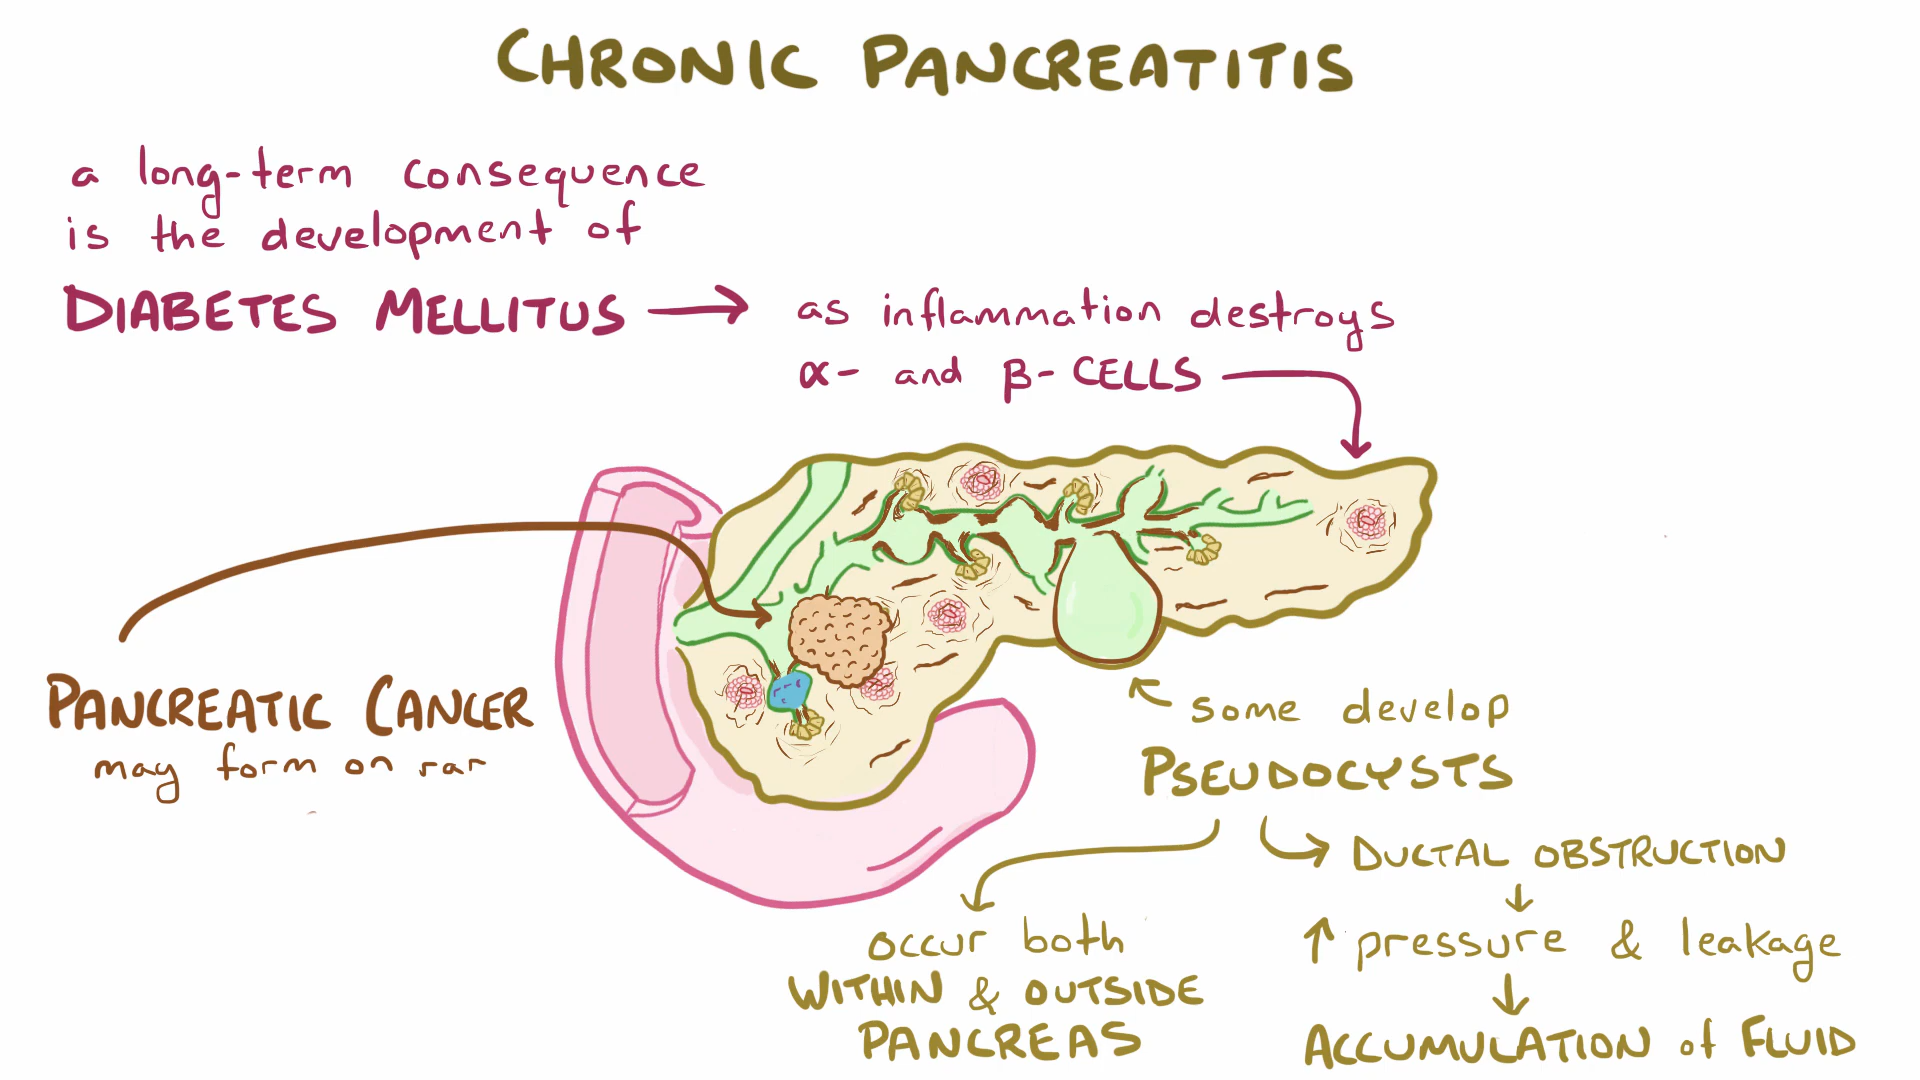 CHRONIC PANCREATITIS
a long-term consequence
is the development of
DIABETES MELLITUS → as inflammation destroys
α- and β-CELLS
PANCREATIC CANCER
may form on rar
some develop
PSEUDOCYSTS
DUCTAL OBSTRUCTION
↓
↑ pressure & leakage
↓
ACCUMULATION of FLUID
occur both
WITHIN & OUTSIDE
PANCREAS